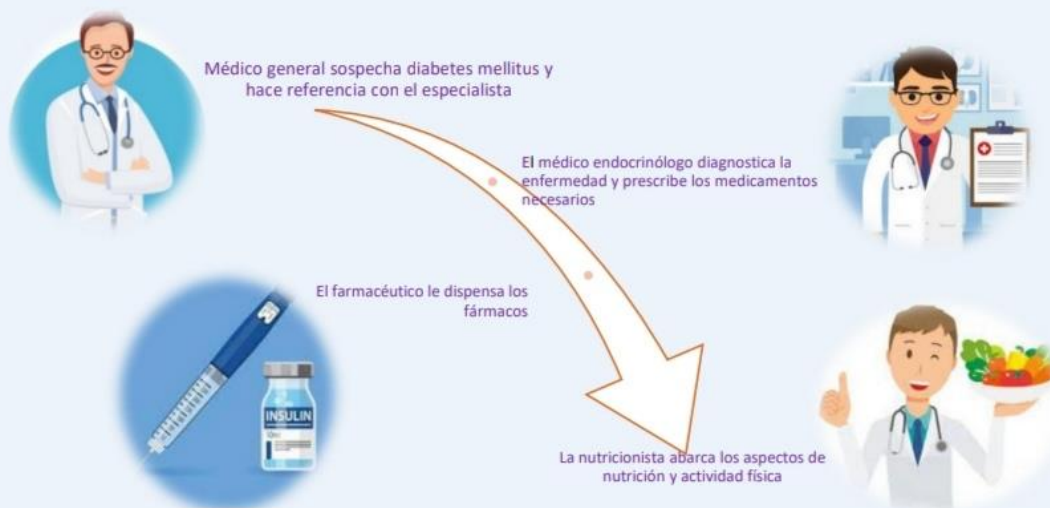 Médico general sospecha diabetes mellitus y
hace referencia con el especialista
El médico endocrinólogo diagnostica la
enfermedad y prescribe los medicamentos
necesarios
El farmacéutico le dispensa los
fármacos
INSULIN
La nutricionista abarca los aspectos de
nutrición y actividad física